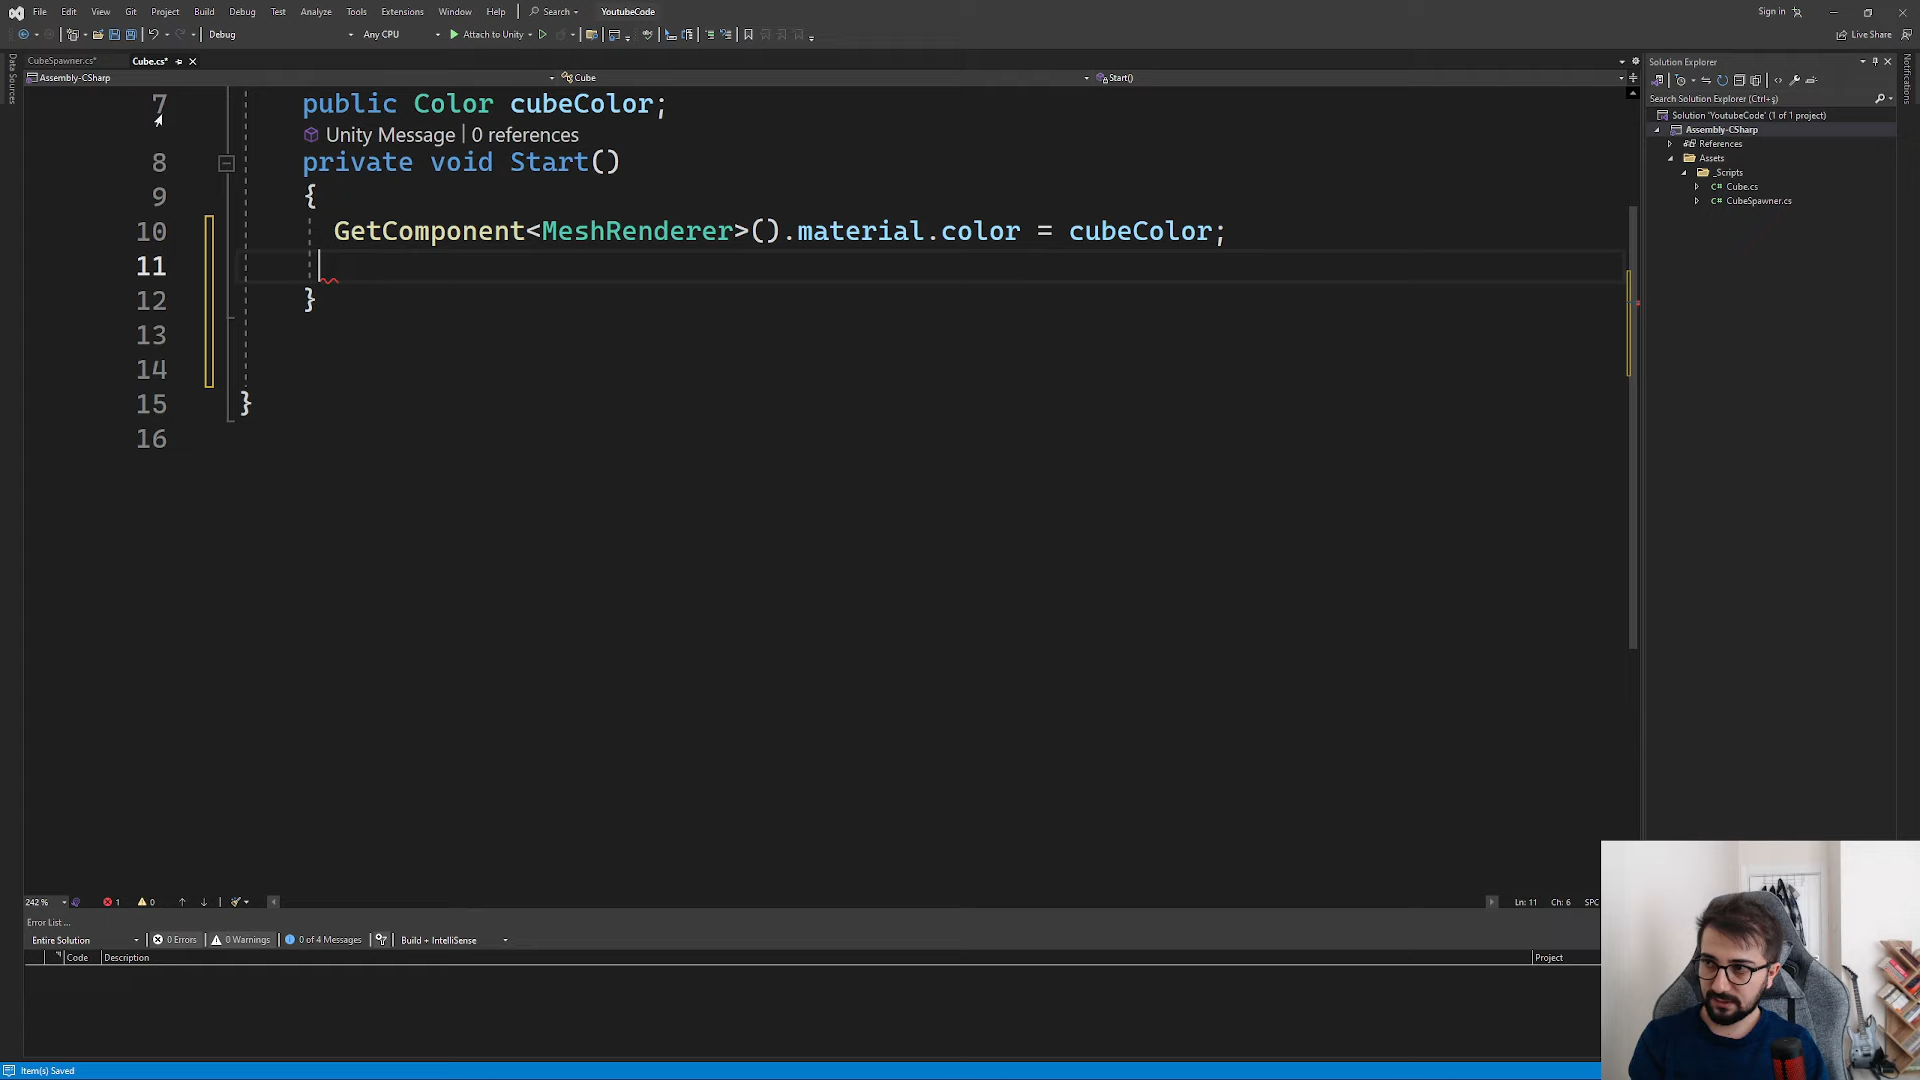 File Edit View Git Project Build Debug Test Analyze Tools Extensions Window Help Search YoutubeCode Sign in
Debug Any CPU Attach to Unity Live Share
CubeSpawner.cs* Cube.cs*
Assembly-CSharp Cube Start()
Data Sources
Notifications
7 public Color cubeColor;
Unity Message | 0 references
8 private void Start()
9 {
10 GetComponent<MeshRenderer>().material.color = cubeColor;
11
12 }
13
14
15 }
16
Solution Explorer
Search Solution Explorer (Ctrl+ş)
Solution 'YoutubeCode' (1 of 1 project)
Assembly-CSharp
References
Assets
_Scripts
Cube.cs
CubeSpawner.cs
242 % 1 0 Ln: 11 Ch: 6 SPC
Error List ...
Entire Solution 0 Errors 0 Warnings 0 of 4 Messages Build + IntelliSense
Code Description Project
Item(s) Saved